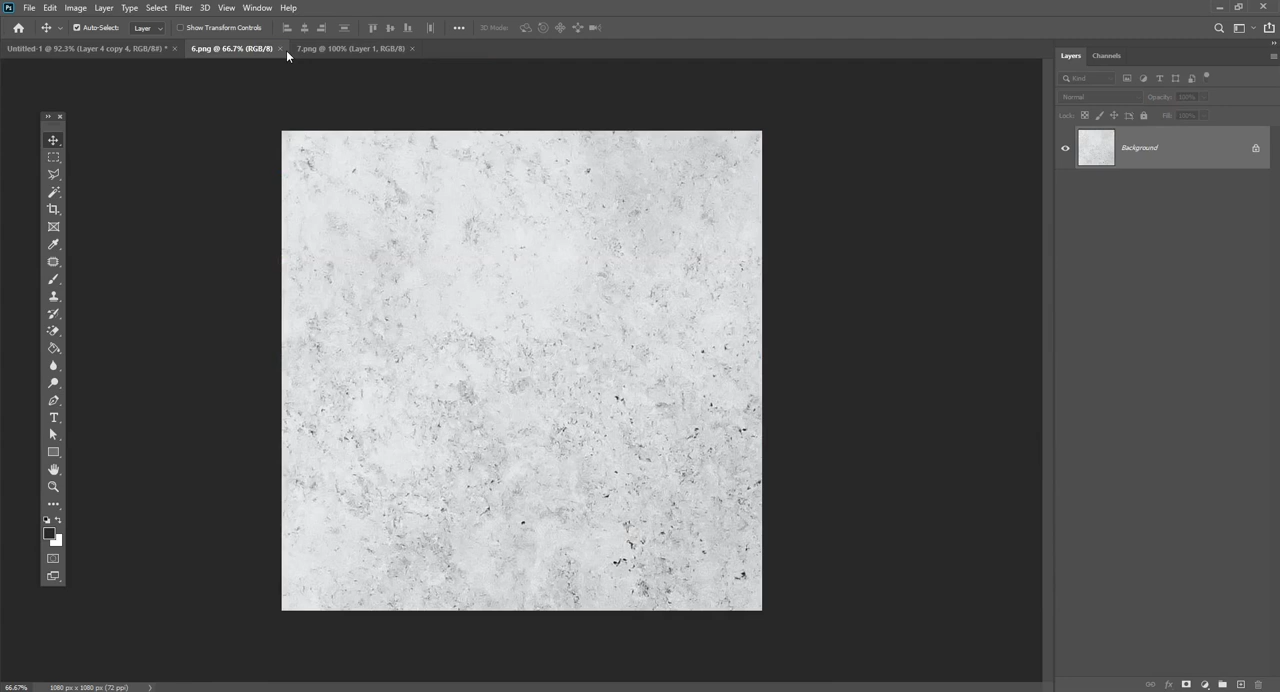 Ps File Edit Image Layer Type Select Filter 3D View Window Help
Auto-Select: Layer Show Transform Controls 3D Mode:
Untitled-1 @ 92.3% (Layer 4 copy 4, RGB/8#) * × 6.png @ 66.7% (RGB/8) × 7.png @ 100% (Layer 1, RGB/8) ×
Layers Channels
Kind
Normal Opacity: 100%
Lock: Fill: 100%
Background
66.67% 1080 px x 1080 px (72 ppi)